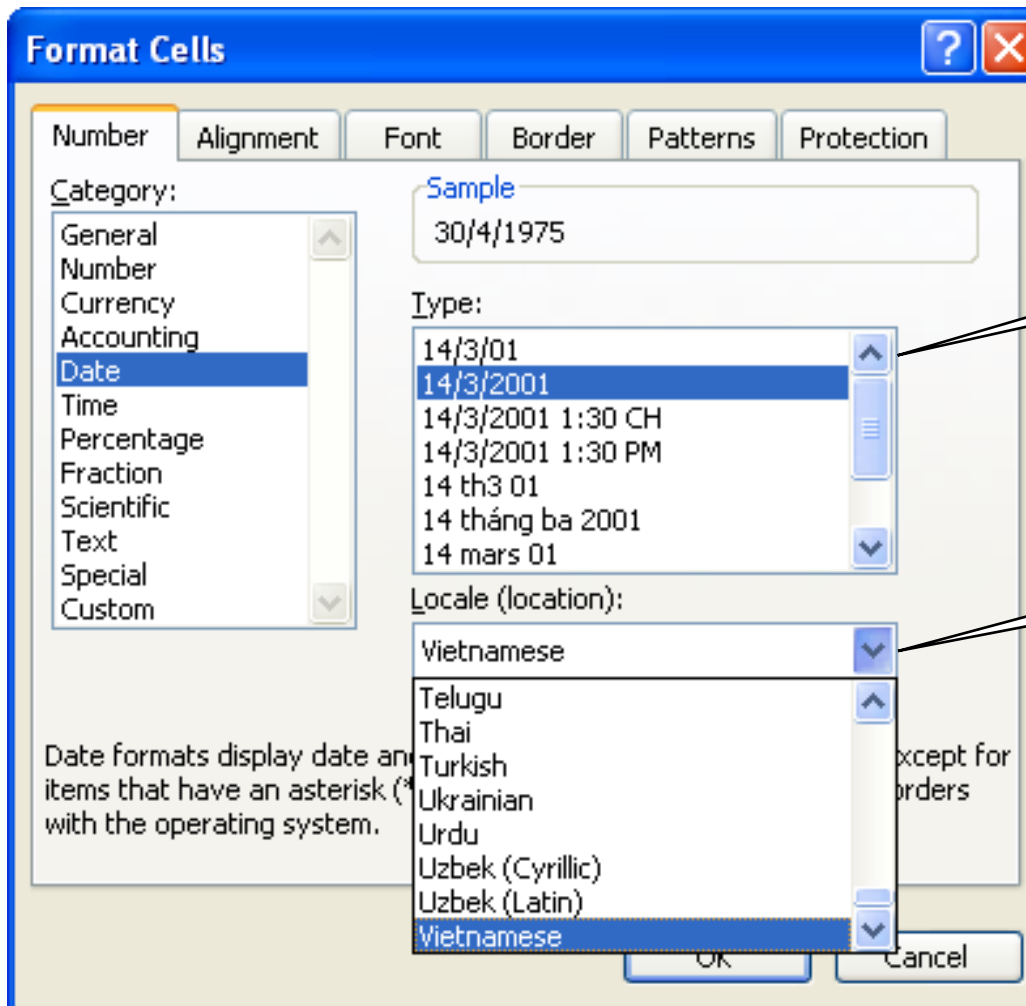 Format Cells
Number Alignment Font Border Patterns Protection
Category:
General
Number
Currency
Accounting
Date
Time
Percentage
Fraction
Scientific
Text
Special
Custom
Sample
30/4/1975
Type:
14/3/01
14/3/2001
14/3/2001 1:30 CH
14/3/2001 1:30 PM
14 th3 01
14 tháng ba 2001
14 mars 01
Locale (location):
Vietnamese
Telugu
Thai
Turkish
Ukrainian
Urdu
Uzbek (Cyrillic)
Uzbek (Latin)
Vietnamese
Date formats display date and xcept for
items that have an asterisk (* orders
with the operating system.
OK Cancel